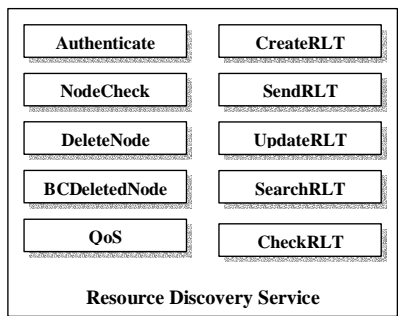 Authenticate
CreateRLT
NodeCheck
SendRLT
DeleteNode
UpdateRLT
BCDeletedNode
SearchRLT
QoS
CheckRLT
Resource Discovery Service